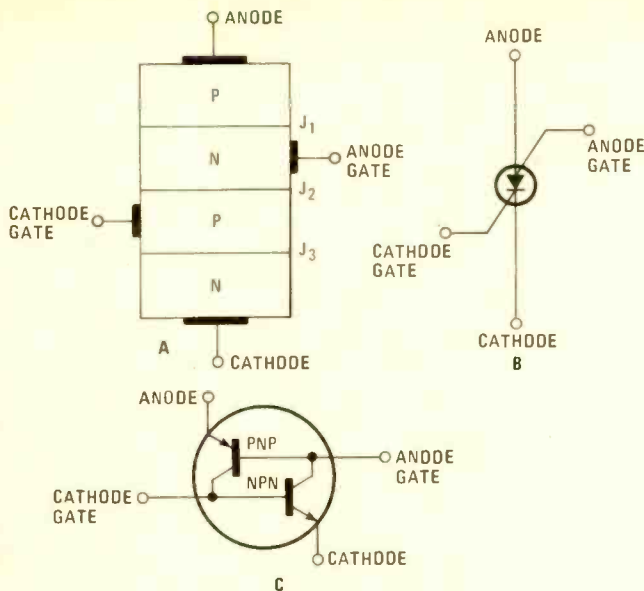 ANODE
P
J1
N
ANODE
GATE
J2
CATHODE
GATE
P
J3
N
A
CATHODE
ANODE
ANODE
GATE
CATHODE
GATE
CATHODE
B
ANODE
PNP
NPN
ANODE
GATE
CATHODE
GATE
CATHODE
C